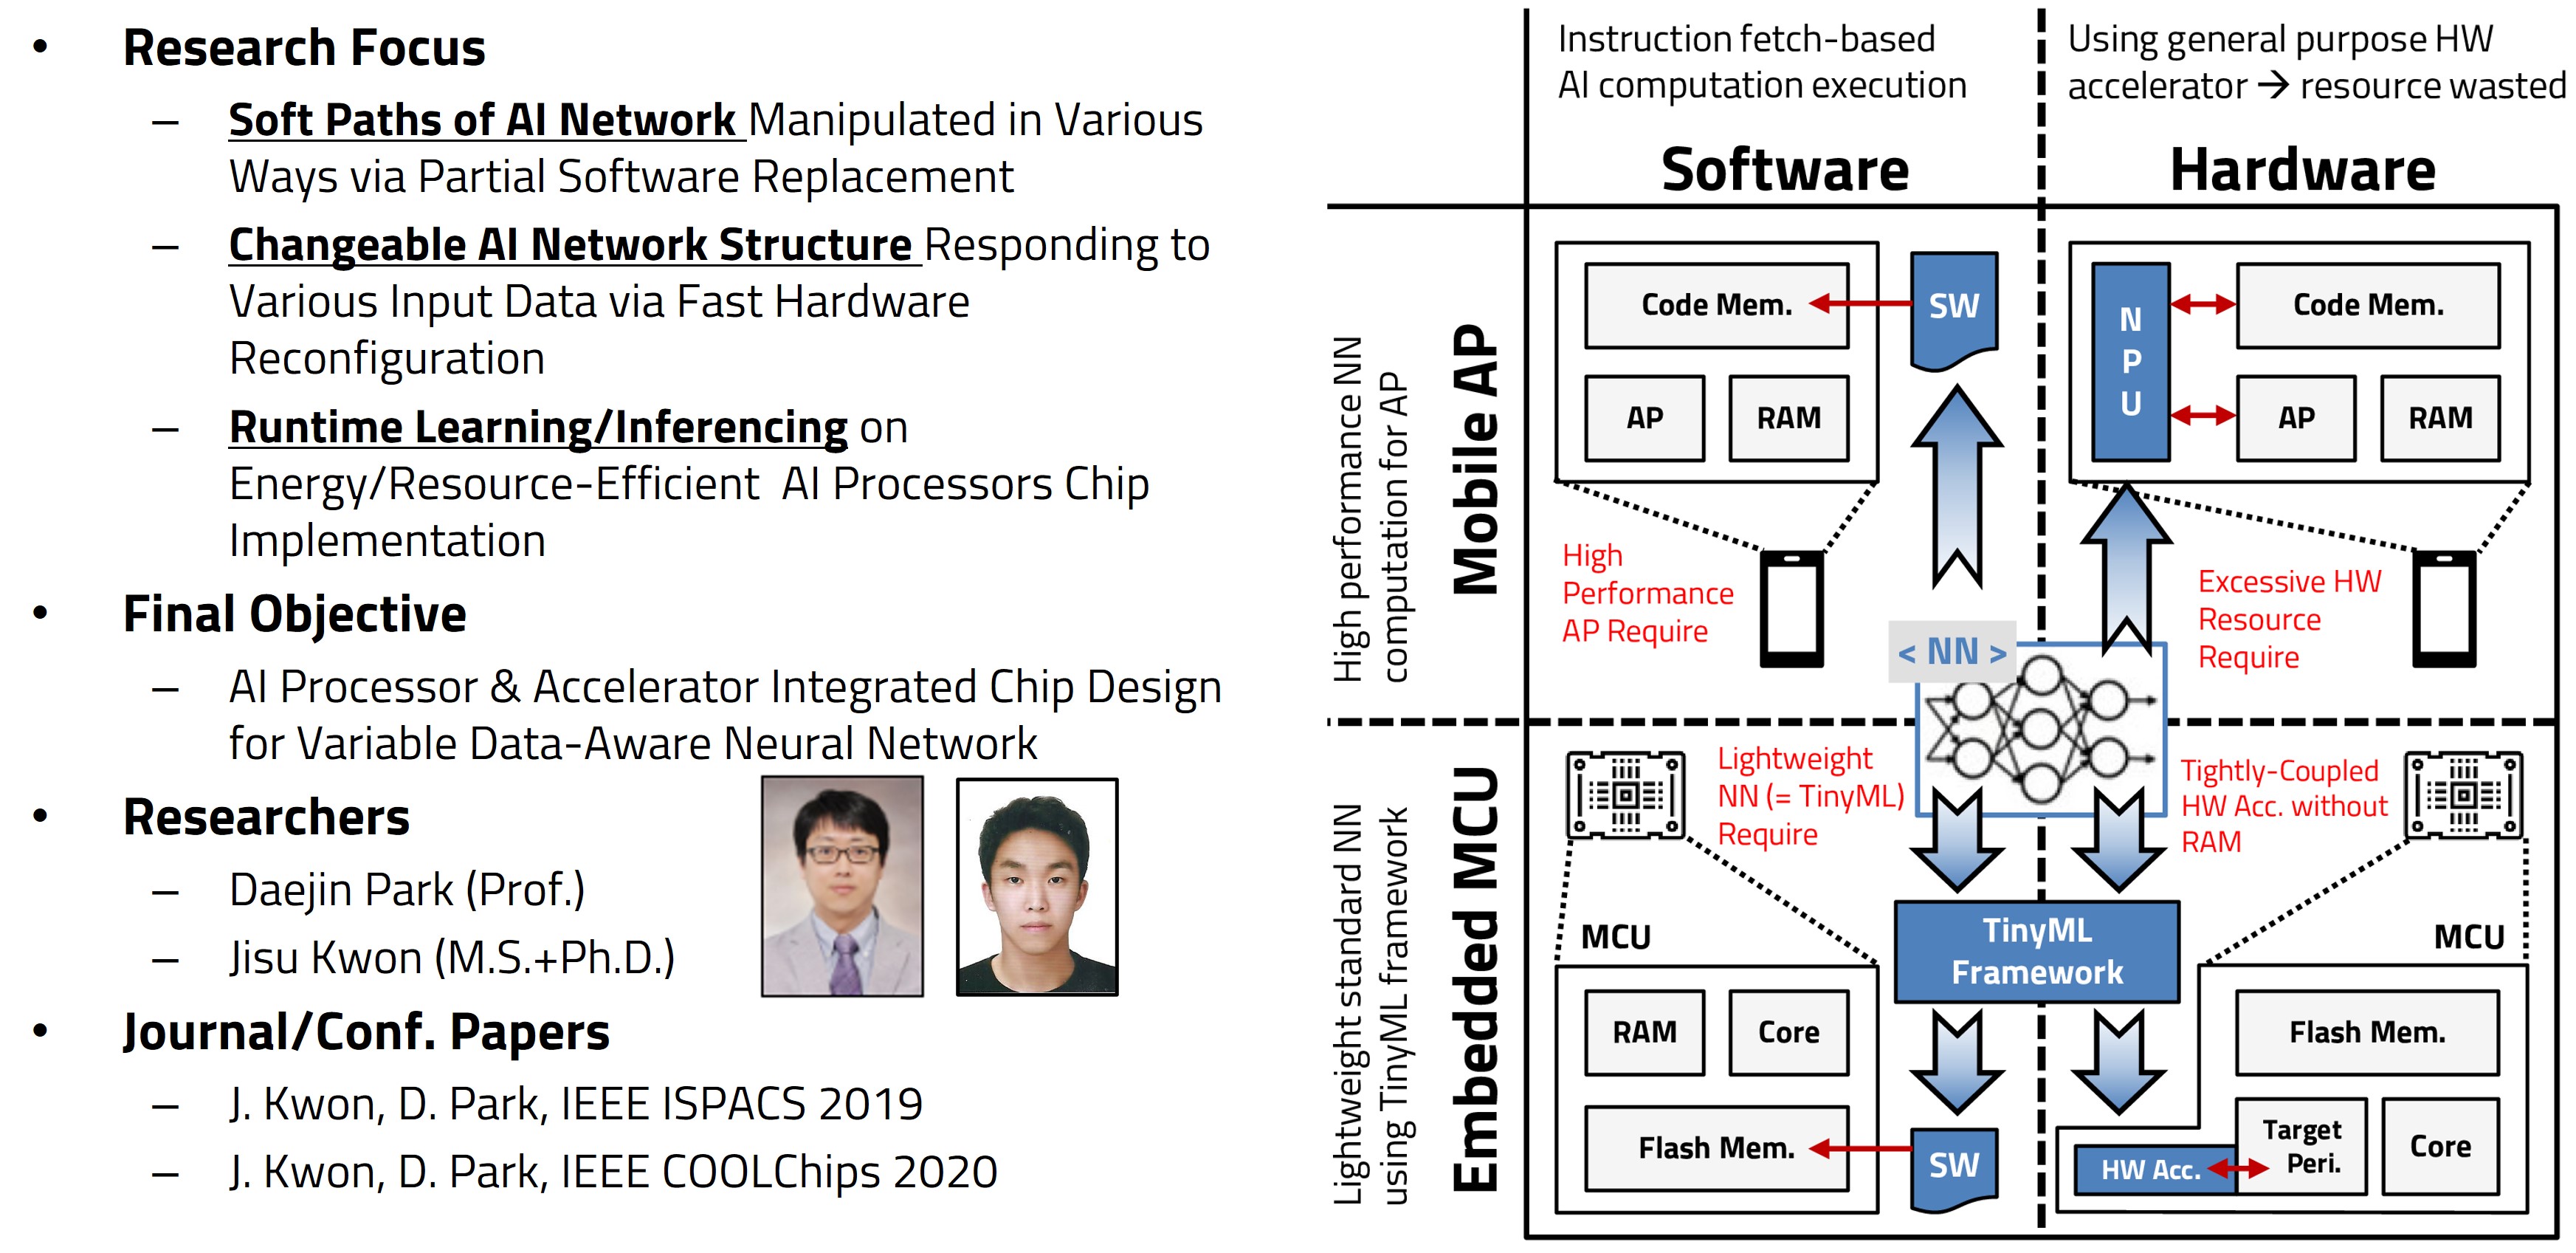 • Research Focus
– Soft Paths of AI Network Manipulated in Various
Ways via Partial Software Replacement
– Changeable AI Network Structure Responding to
Various Input Data via Fast Hardware
Reconfiguration
– Runtime Learning/Inferencing on
Energy/Resource-Efficient AI Processors Chip
Implementation
• Final Objective
– AI Processor & Accelerator Integrated Chip Design
for Variable Data-Aware Neural Network
• Researchers
– Daejin Park (Prof.)
– Jisu Kwon (M.S.+Ph.D.)
• Journal/Conf. Papers
– J. Kwon, D. Park, IEEE ISPACS 2019
– J. Kwon, D. Park, IEEE COOLChips 2020
Instruction fetch-based
AI computation execution
Using general purpose HW
accelerator → resource wasted
Software
Hardware
High performance NN
computation for AP
Mobile AP
Code Mem.
SW
AP
RAM
High
Performance
AP Require
N
P
U
Code Mem.
AP
RAM
Excessive HW
Resource
Require
< NN >
Lightweight standard NN
using TinyML framework
Embedded MCU
Lightweight
NN (= TinyML)
Require
Tightly-Coupled
HW Acc. without
RAM
TinyML
Framework
MCU
RAM
Core
Flash Mem.
SW
MCU
Flash Mem.
Target
Peri.
Core
HW Acc.